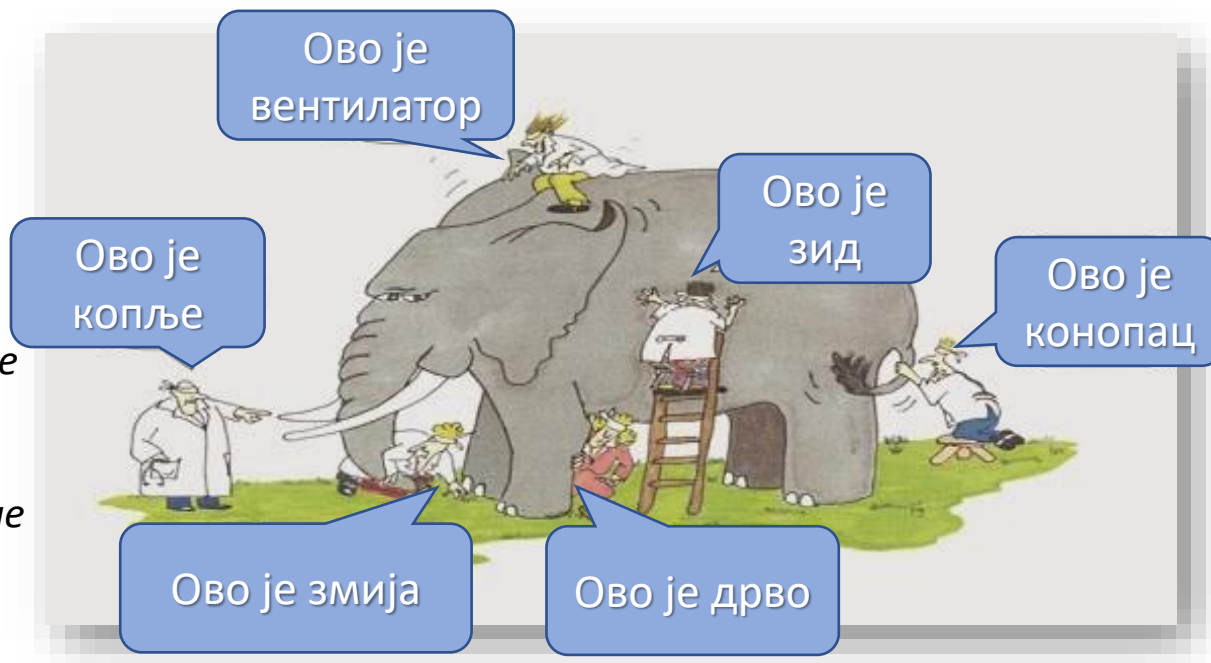 Ово је
вентилатор
Ово је
зид
Ово је
копље
Ово је
конопац
Ово је змија
Ово је дрво